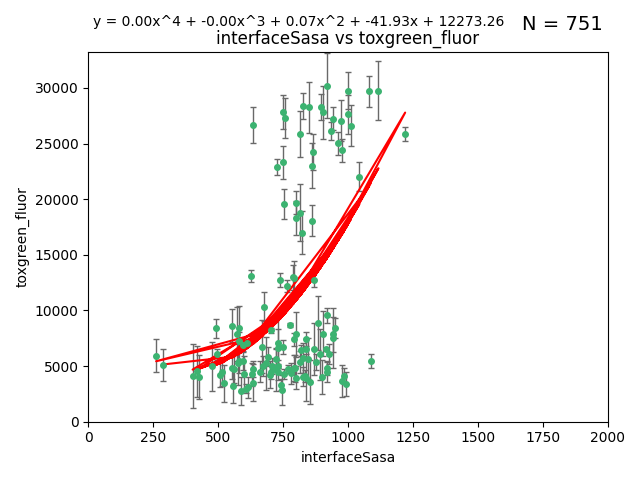 y = 0.00x^4 + -0.00x^3 + 0.07x^2 + -41.93x + 12273.26 N = 751
interfaceSasa vs toxgreen_fluor
30000
25000
20000
15000
10000
5000
0
toxgreen_fluor
0 250 500 750 1000 1250 1500 1750 2000
interfaceSasa